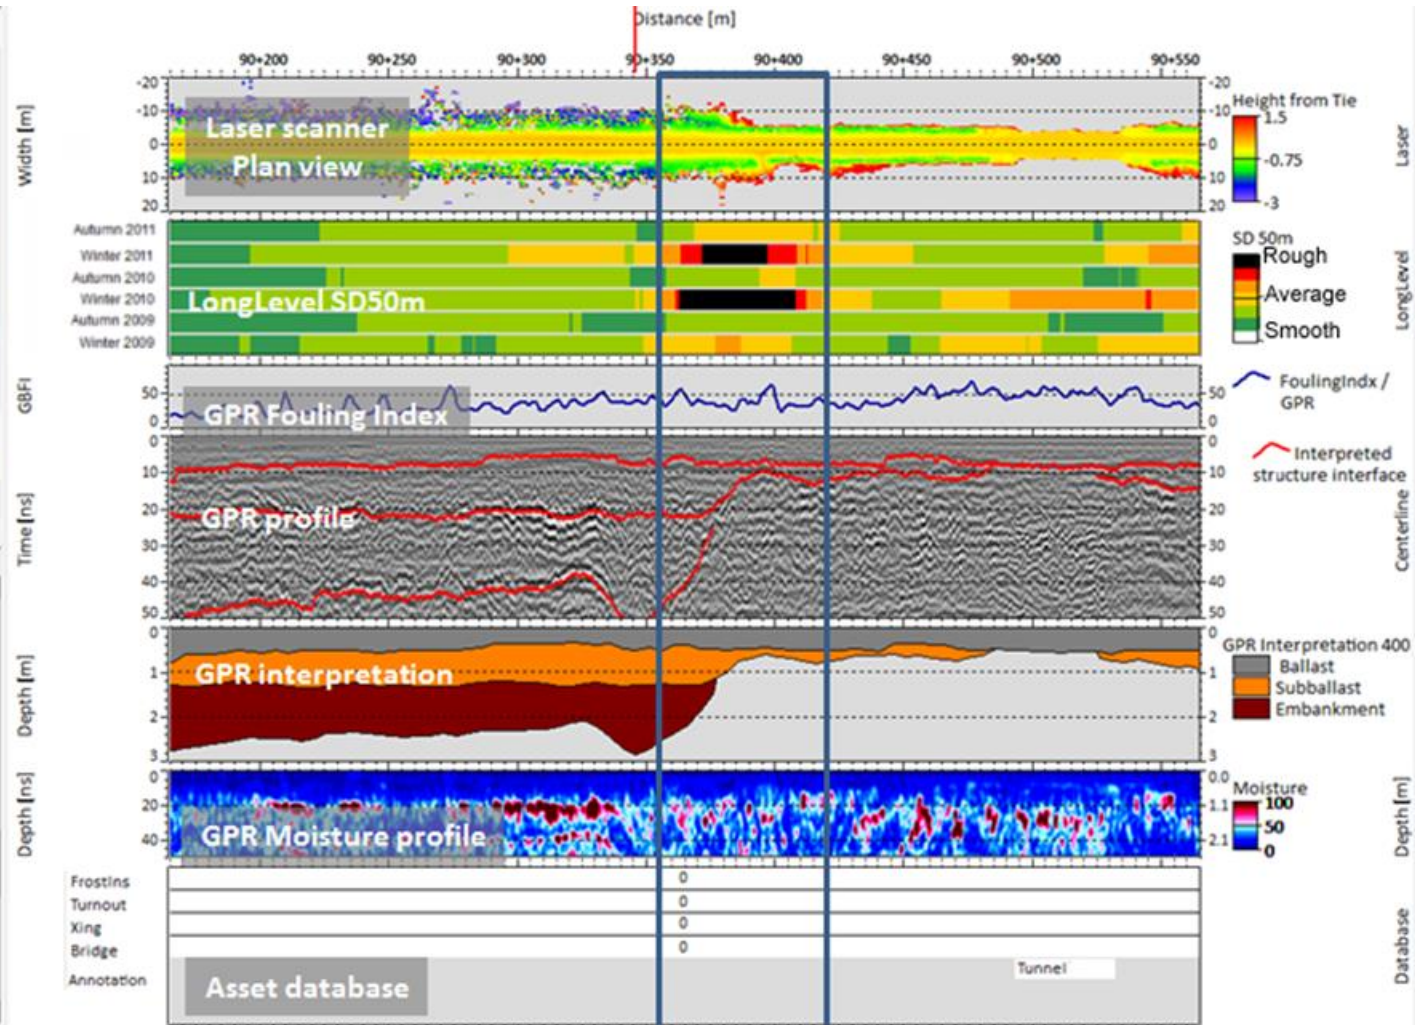 Distance [m]
90+200 90+250 90+300 90+350 90+400 90+450 90+500 90+550
Width [m]
-20
-10
0
10
20
Laser scanner
Plan view
-20
-10
0
10
20
Height from Tie
1.5
-0.75
-3
Laser
Autumn 2011
Winter 2011
Autumn 2010
Winter 2010
Autumn 2009
Winter 2009
LongLevel SD50m
SD 50m
Rough
Average
Smooth
LongLevel
GBFI
50
0
GPR Fouling Index
50
0
FoulingIndx /
GPR
Time [ns]
0
10
20
30
40
50
GPR profile
0
10
20
30
40
50
Interpreted
structure interface
Centerline
Depth [m]
0
1
2
3
GPR interpretation
0
1
2
3
GPR Interpretation 400
Ballast
Subballast
Embankment
Depth [ns]
0
20
40
GPR Moisture profile
0.0
1.1
2.1
Moisture
100
50
0
Depth [m]
FrostIns 0
Turnout 0
Xing 0
Bridge 0
Annotation
Tunnel
Asset database
Database